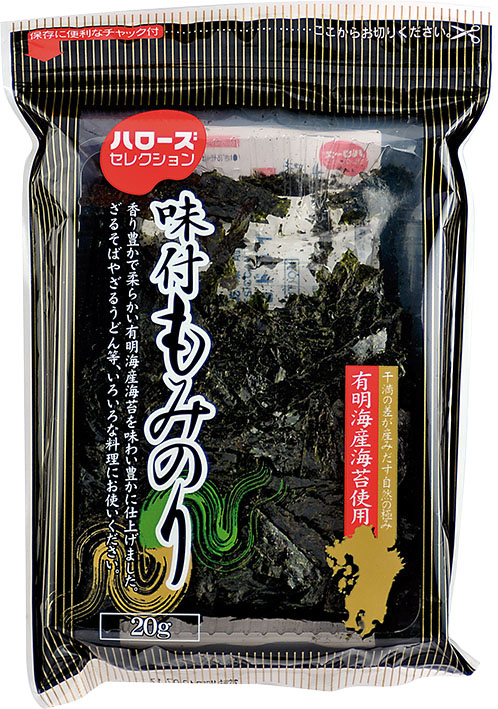 保存に便利なチャック付
ここからお切りください。
ハローズ
セレクション
味付もみのり
香り豊かで柔らかい有明海産海苔を味わい豊かに仕上げました。
ざるそばやざるうどん等、いろいろな料理にお使いください。
干満の差が産みだす自然の極み
有明海産海苔使用
20g